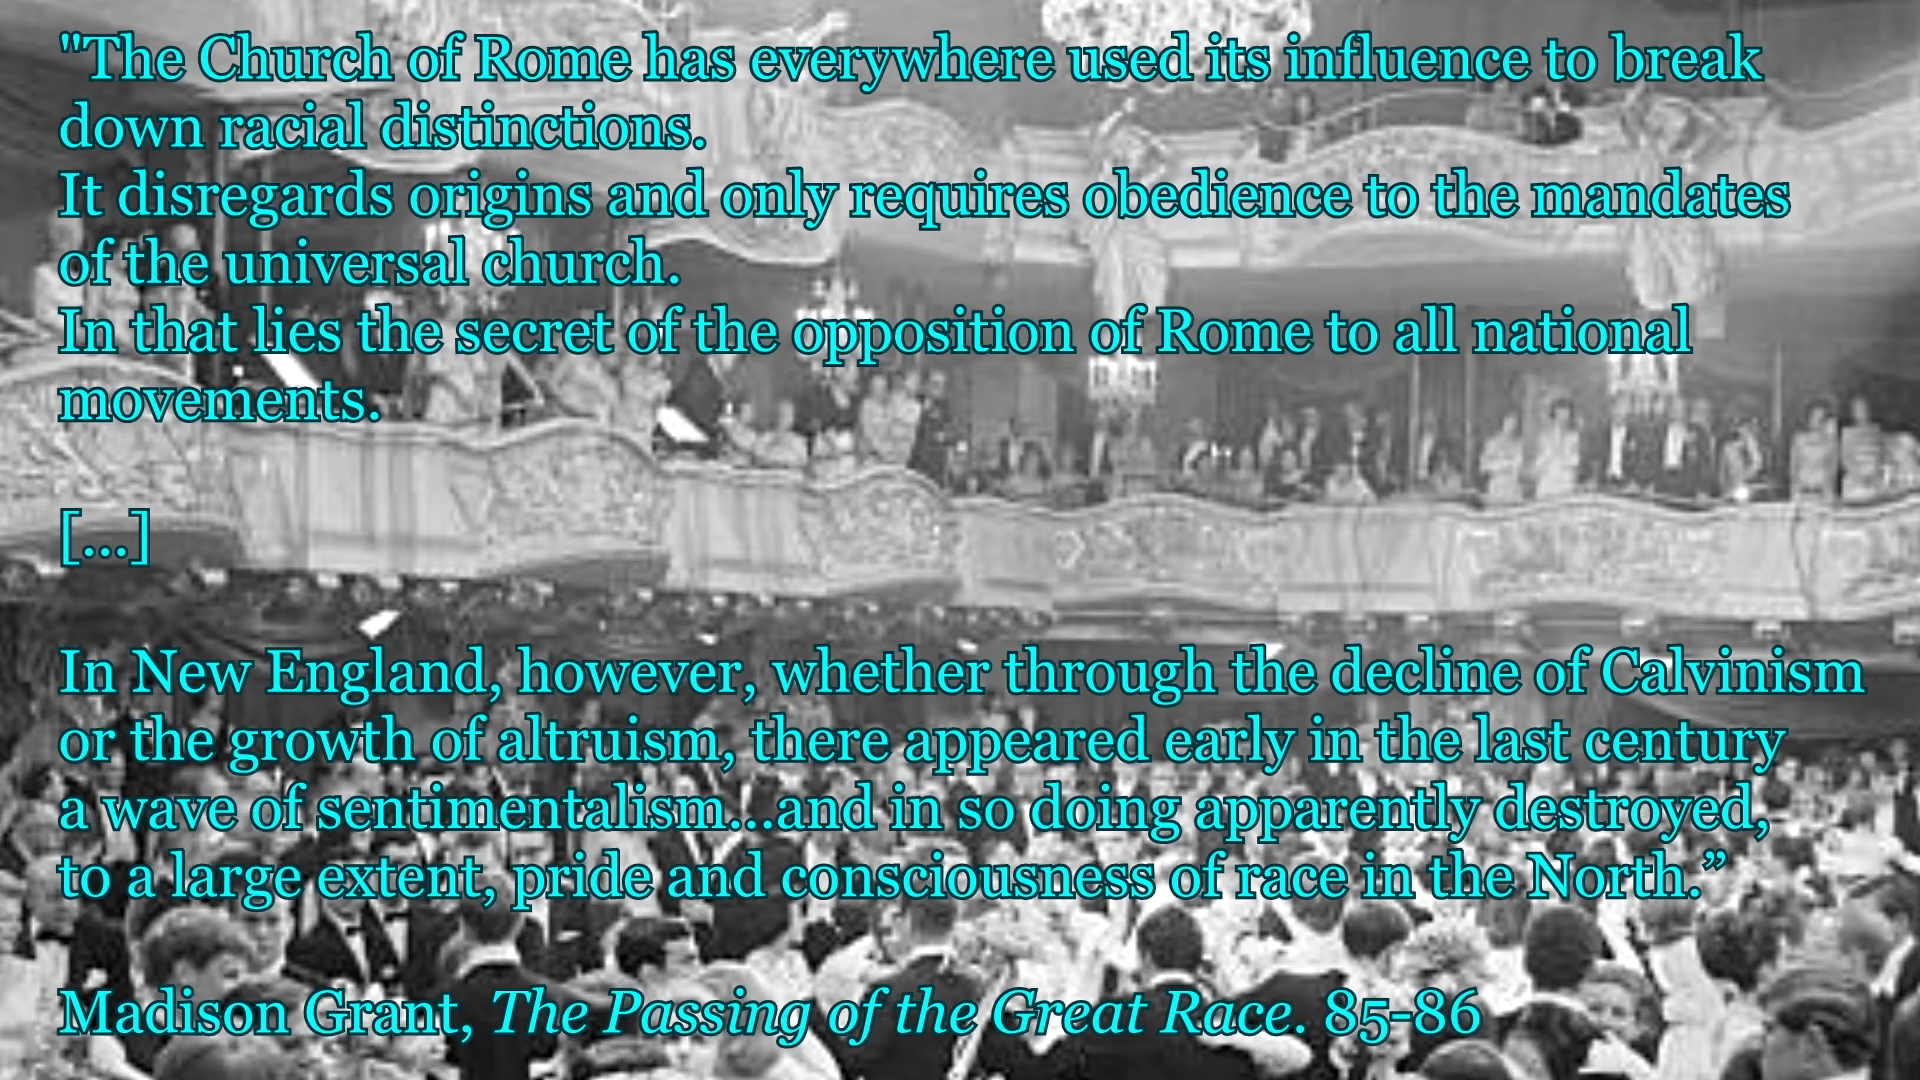 "The Church of Rome has everywhere used its influence to break
down racial distinctions.
It disregards origins and only requires obedience to the mandates
of the universal church.
In that lies the secret of the opposition of Rome to all national
movements.
[...]
In New England, however, whether through the decline of Calvinism
or the growth of altruism, there appeared early in the last century
a wave of sentimentalism...and in so doing apparently destroyed,
to a large extent, pride and consciousness of race in the North.”
Madison Grant, The Passing of the Great Race. 85-86